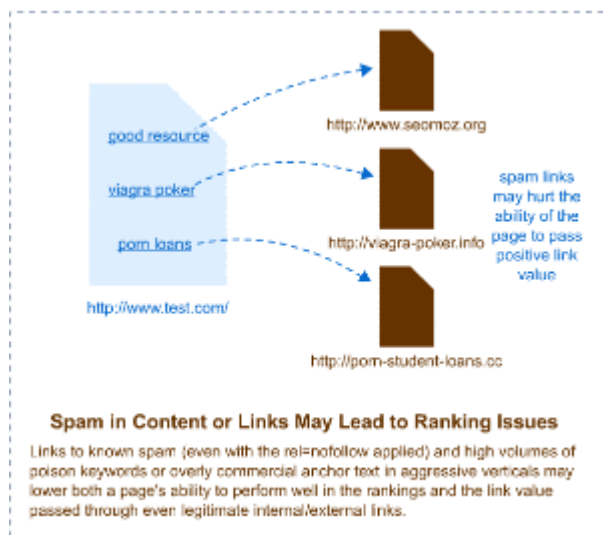 good resource
viagra poker
porn loans
http://www.test.com/
http://www.seomoz.org
http://viagra-poker.info
http://porn-student-loans.cc
spam links
may hurt the
ability of the
page to pass
positive link
value
Spam in Content or Links May Lead to Ranking Issues
Links to known spam (even with the rel=nofollow applied) and high volumes of
poison keywords or overly commercial anchor text in aggressive verticals may
lower both a page's ability to perform well in the rankings and the link value
passed through even legitimate internal/external links.